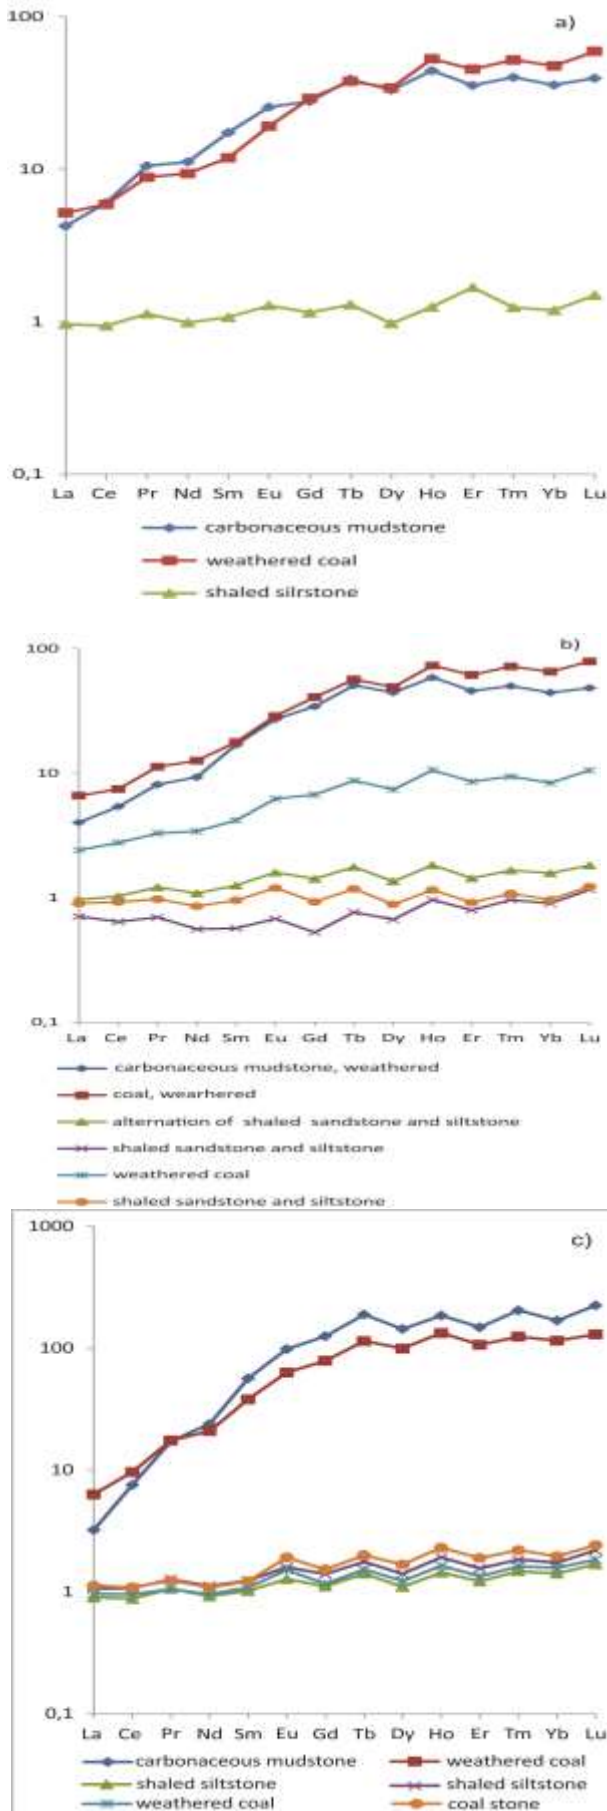 a)
100
10
1
0,1
La Ce Pr Nd Sm Eu Gd Tb Dy Ho Er Tm Yb Lu
carbonaceous mudstone
weathered coal
shaled silrstone
b)
100
10
1
0,1
La Ce Pr Nd Sm Eu Gd Tb Dy Ho Er Tm Yb Lu
carbonaceous mudstone, weathered
coal, wearhered
alternation of shaled sandstone and siltstone
shaled sandstone and siltstone
weathered coal
shaled sandstone and siltstone
c)
1000
100
10
1
0,1
La Ce Pr Nd Sm Eu Gd Tb Dy Ho Er Tm Yb Lu
carbonaceous mudstone weathered coal
shaled siltstone shaled siltstone
weathered coal coal stone